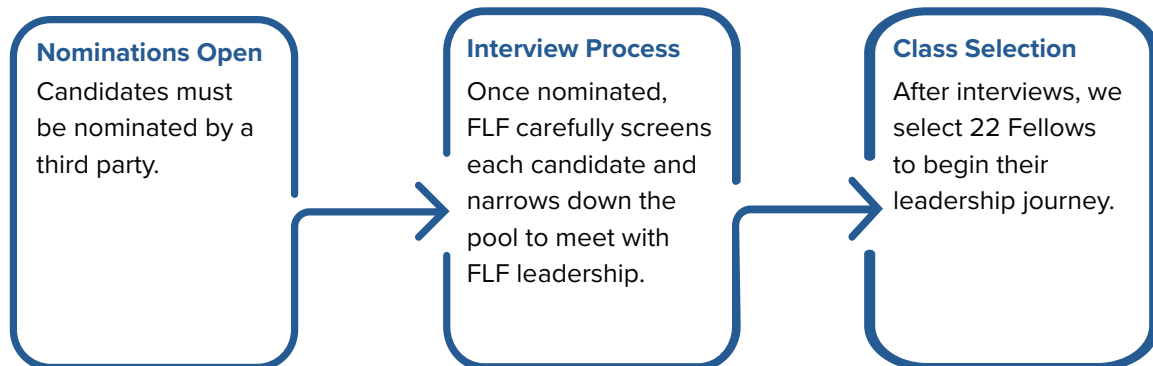 Nominations Open
Candidates must
be nominated by a
third party.
Interview Process
Once nominated,
FLF carefully screens
each candidate and
narrows down the
pool to meet with
FLF leadership.
Class Selection
After interviews, we
select 22 Fellows
to begin their
leadership journey.